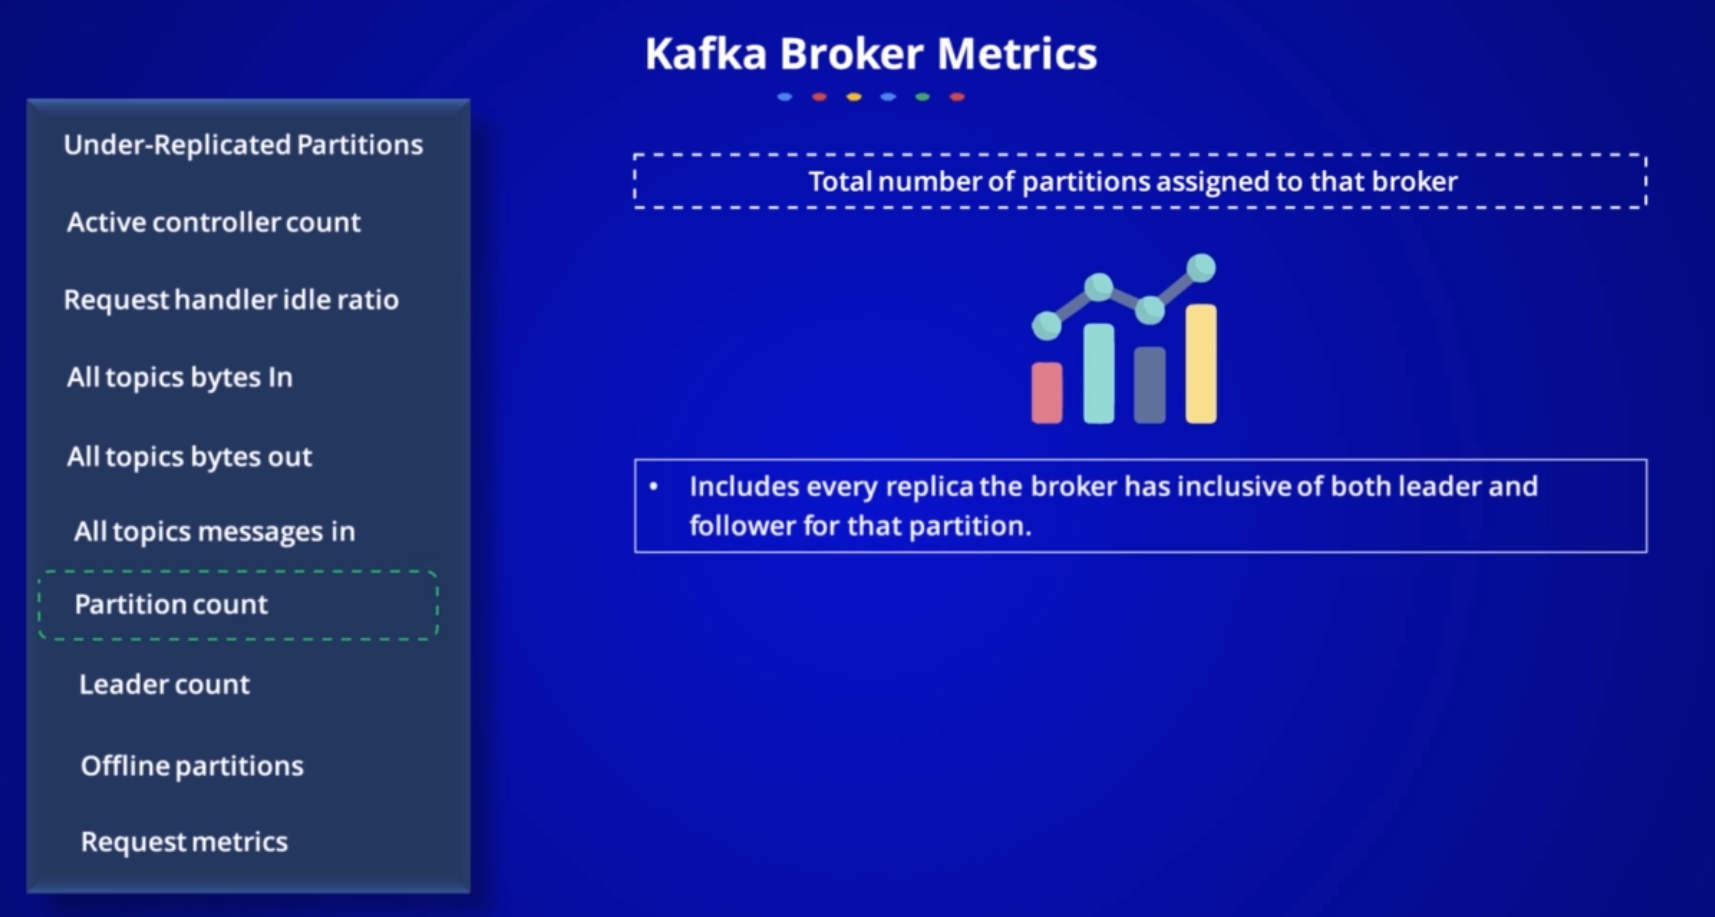 Kafka Broker Metrics
Under-Replicated Partitions
Active controller count
Request handler idle ratio
All topics bytes In
All topics bytes out
All topics messages in
Partition count
Leader count
Offline partitions
Request metrics
Total number of partitions assigned to that broker
• Includes every replica the broker has inclusive of both leader and
follower for that partition.